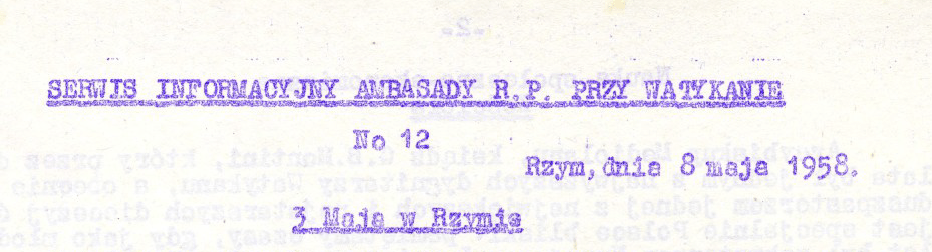 SERWIS INFORMACYJNY AMBASADY R.P. PRZY WATYKANIE
No 12
Rzym, dnia 8 maja 1958.
3 Maja w Rzymie